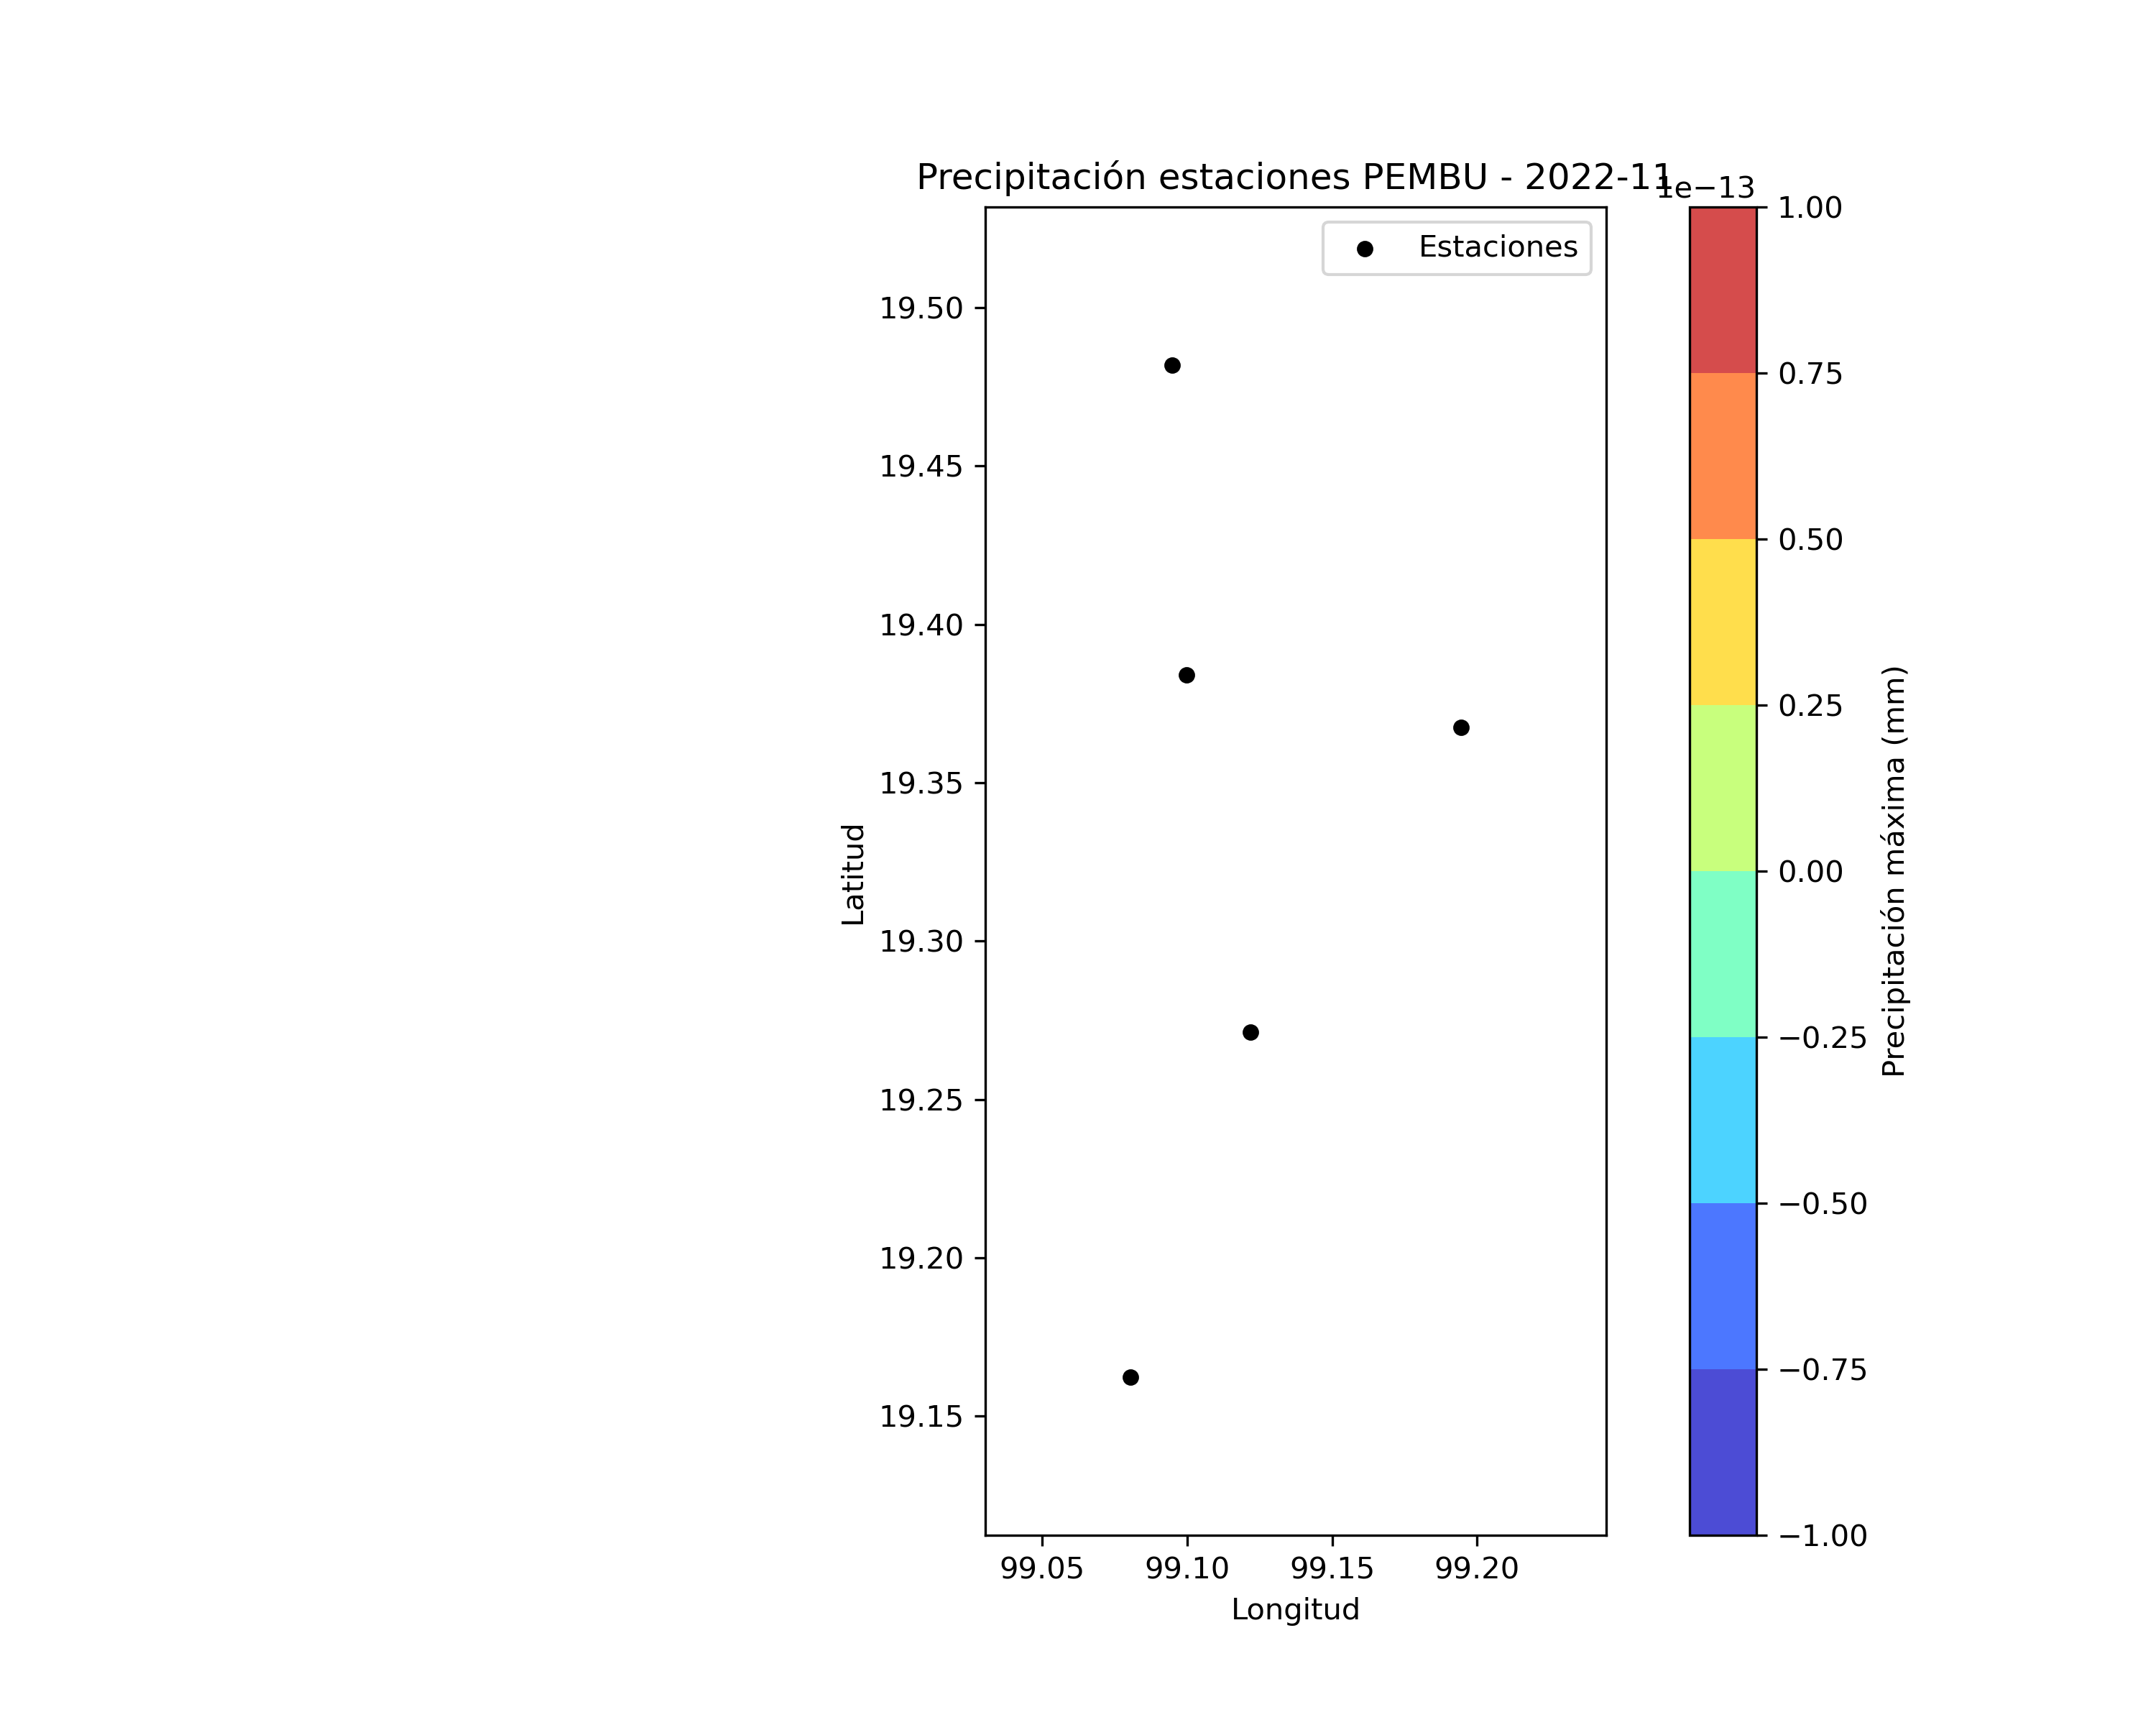 Precipitación estaciones PEMBU - 2022-11
1e−13
Estaciones
19.50
19.45
19.40
19.35
19.30
19.25
19.20
19.15
Latitud
99.05 99.10 99.15 99.20
Longitud
1.00
0.75
0.50
0.25
0.00
−0.25
−0.50
−0.75
−1.00
Precipitación máxima (mm)